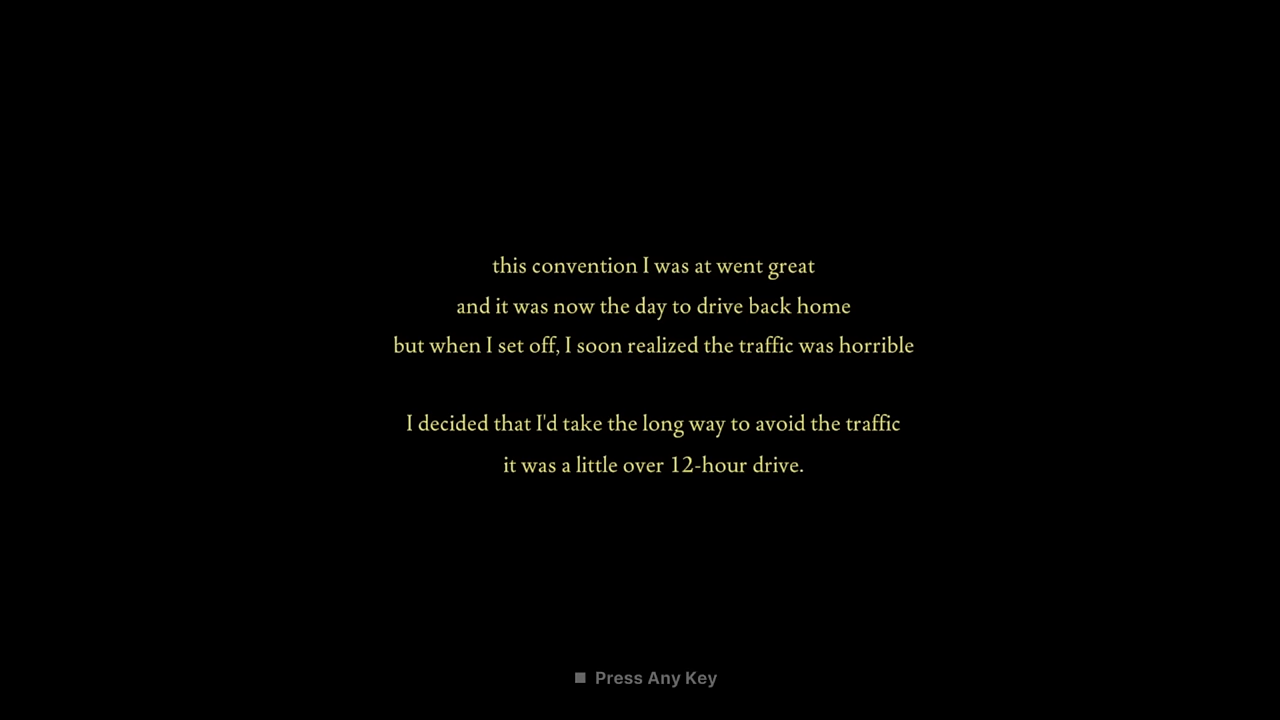 this convention I was at went great
and it was now the day to drive back home
but when I set off, I soon realized the traffic was horrible
I decided that I'd take the long way to avoid the traffic
it was a little over 12-hour drive.
Press Any Key